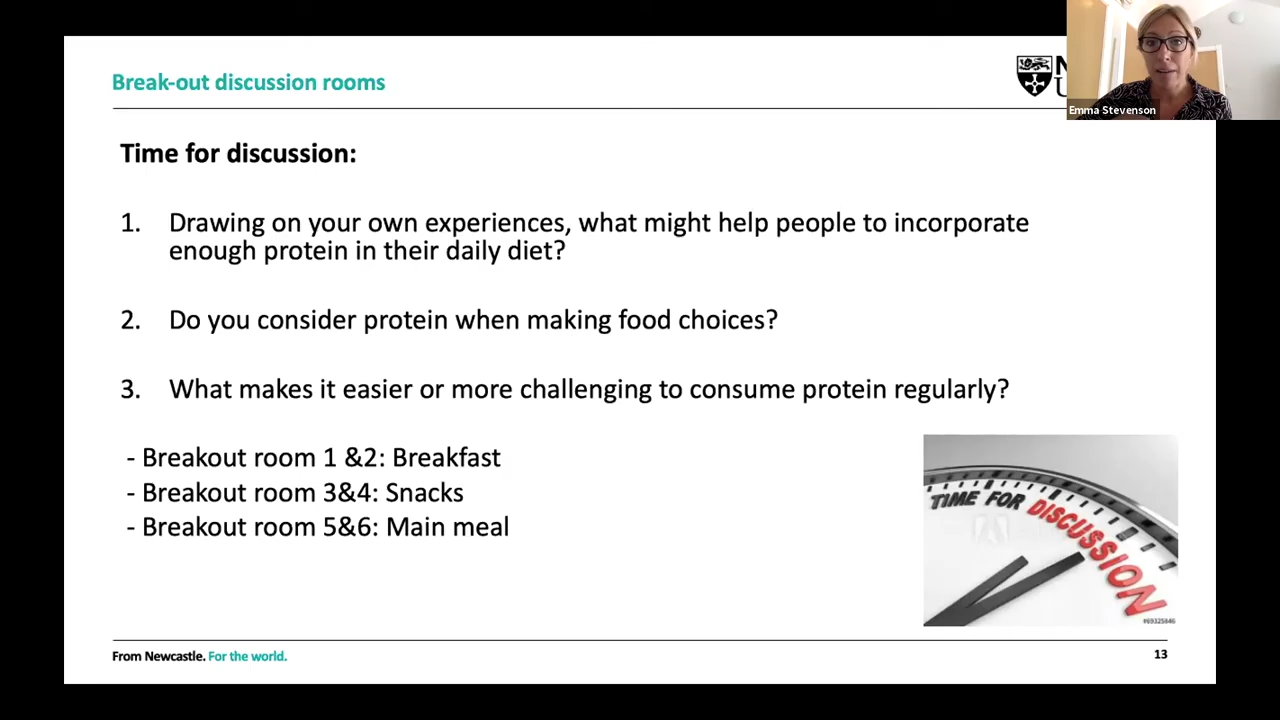 Break-out discussion rooms
Emma Stevenson
Time for discussion:
1. Drawing on your own experiences, what might help people to incorporate
enough protein in their daily diet?
2. Do you consider protein when making food choices?
3. What makes it easier or more challenging to consume protein regularly?
- Breakout room 1 &2: Breakfast
- Breakout room 3&4: Snacks
- Breakout room 5&6: Main meal
TIME FOR DISCUSSION
#69325846
From Newcastle. For the world.
13